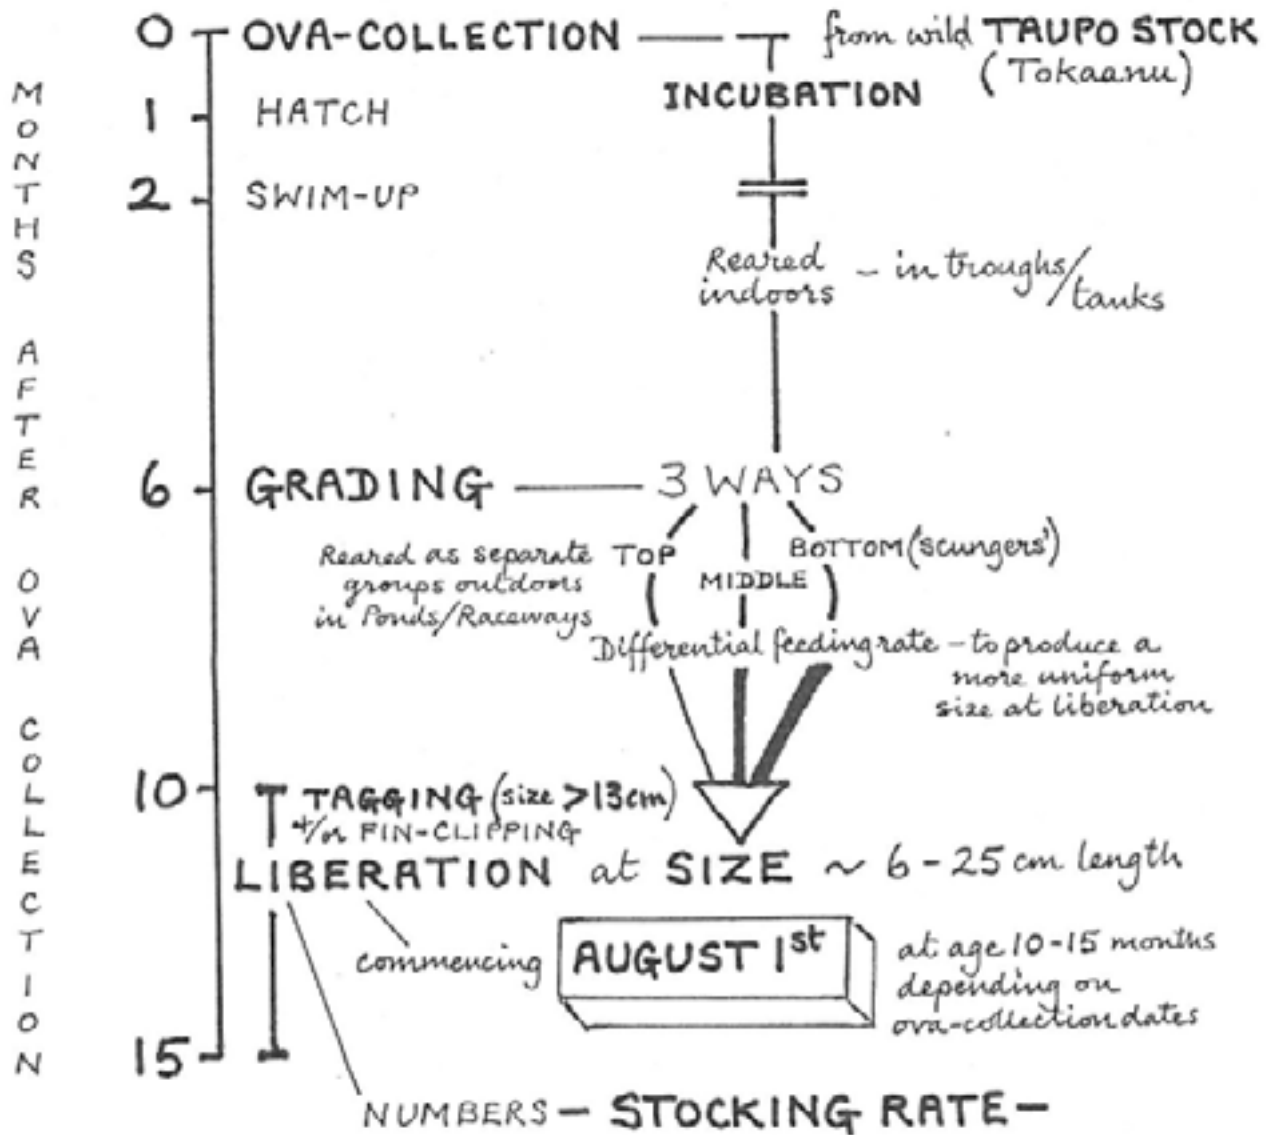 MONTHS AFTER OVA COLLECTION
0 OVA-COLLECTION — from wild TAUPO STOCK
(Tokaanu)
INCUBATION
1 HATCH
2 SWIM-UP
Reared indoors – in troughs/tanks
6 GRADING — 3 WAYS
TOP
MIDDLE
BOTTOM ('scungers')
Reared as separate
groups outdoors
in Ponds/Raceways
Differential feeding rate – to produce a
more uniform
size at liberation
10 TAGGING (size >13cm)
+/or FIN-CLIPPING
LIBERATION at SIZE ~ 6-25 cm length
commencing AUGUST 1st
at age 10-15 months
depending on
ova-collection dates
15
NUMBERS – STOCKING RATE –